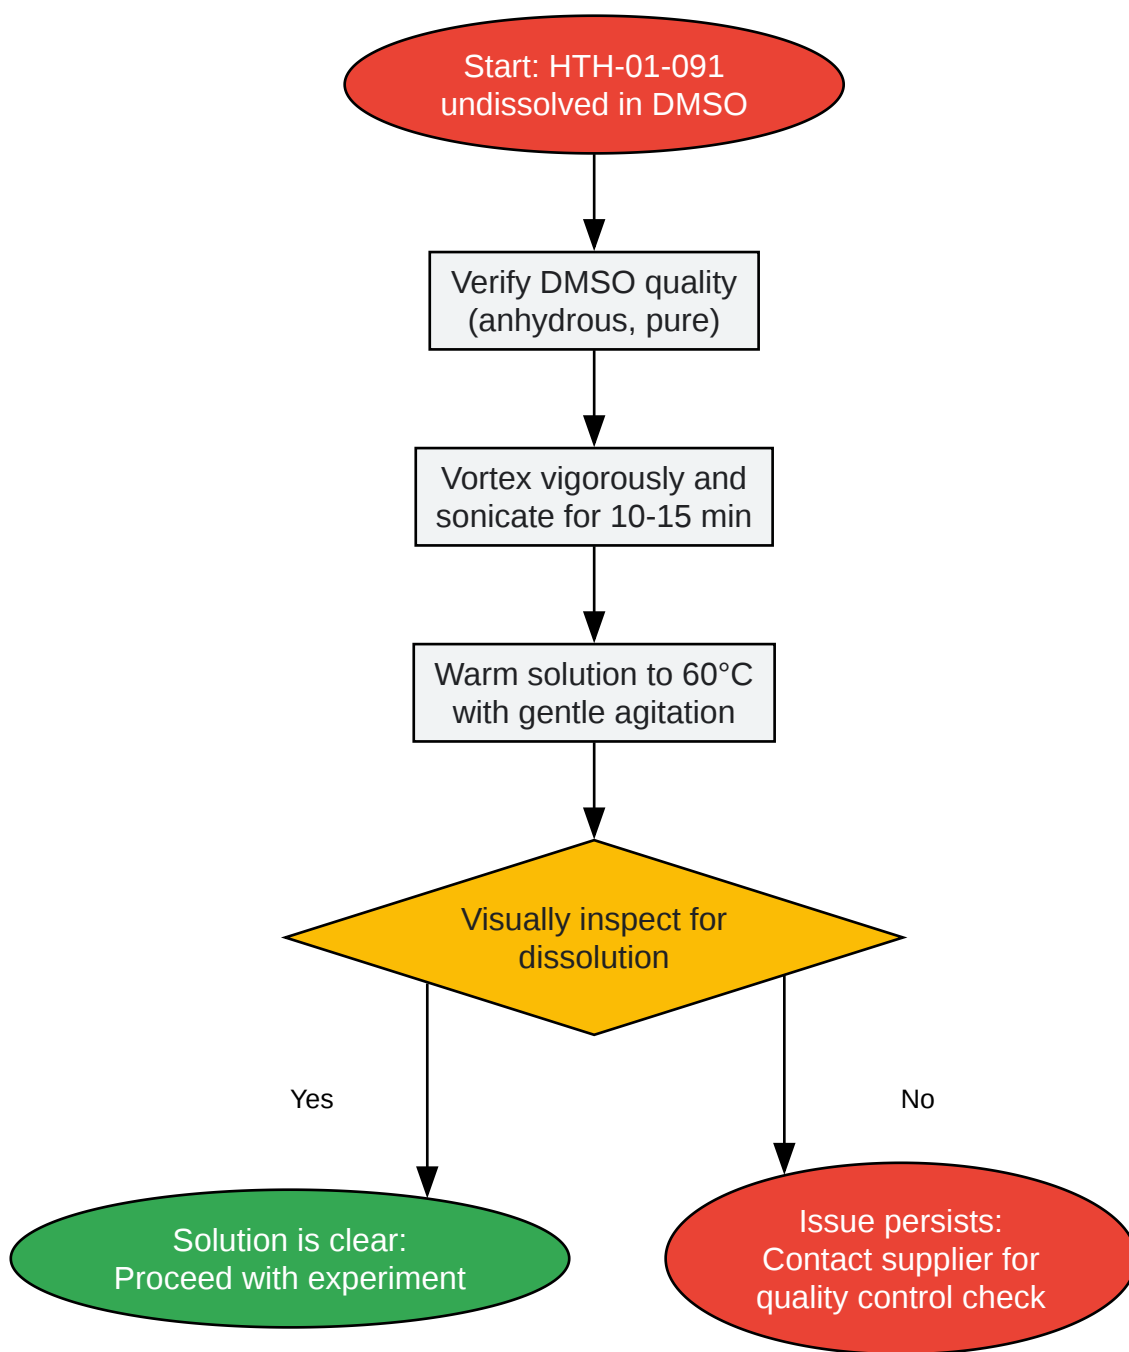 Start: HTH-01-091
undissolved in DMSO
Verify DMSO quality
(anhydrous, pure)
Vortex vigorously and
sonicate for 10-15 min
Warm solution to 60°C
with gentle agitation
Visually inspect for
dissolution
Yes
No
Solution is clear:
Proceed with experiment
Issue persists:
Contact supplier for
quality control check